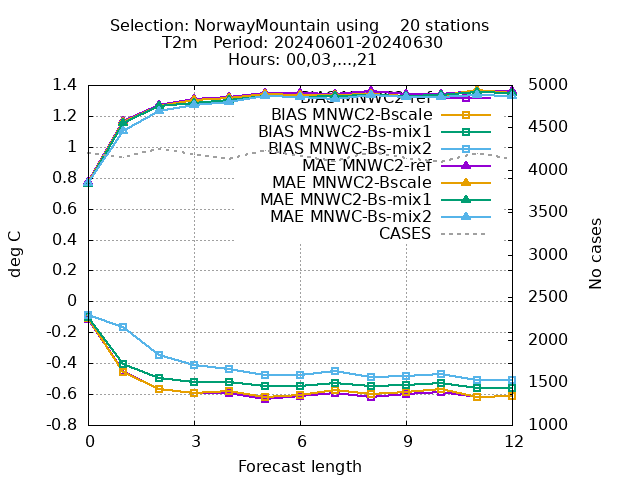 Selection: NorwayMountain using    20 stations
T2m   Period: 20240601-20240630
Hours: 00,03,...,21
1.4
1.2
1
0.8
0.6
0.4
0.2
0
-0.2
-0.4
-0.6
-0.8
deg C
5000
4500
4000
3500
3000
2500
2000
1500
1000
No cases
BIAS MNWC2-ref
BIAS MNWC2-Bscale
BIAS MNWC2-Bs-mix1
BIAS MNWC-Bs-mix2
MAE MNWC2-ref
MAE MNWC2-Bscale
MAE MNWC2-Bs-mix1
MAE MNWC-Bs-mix2
CASES
0 3 6 9 12
Forecast length